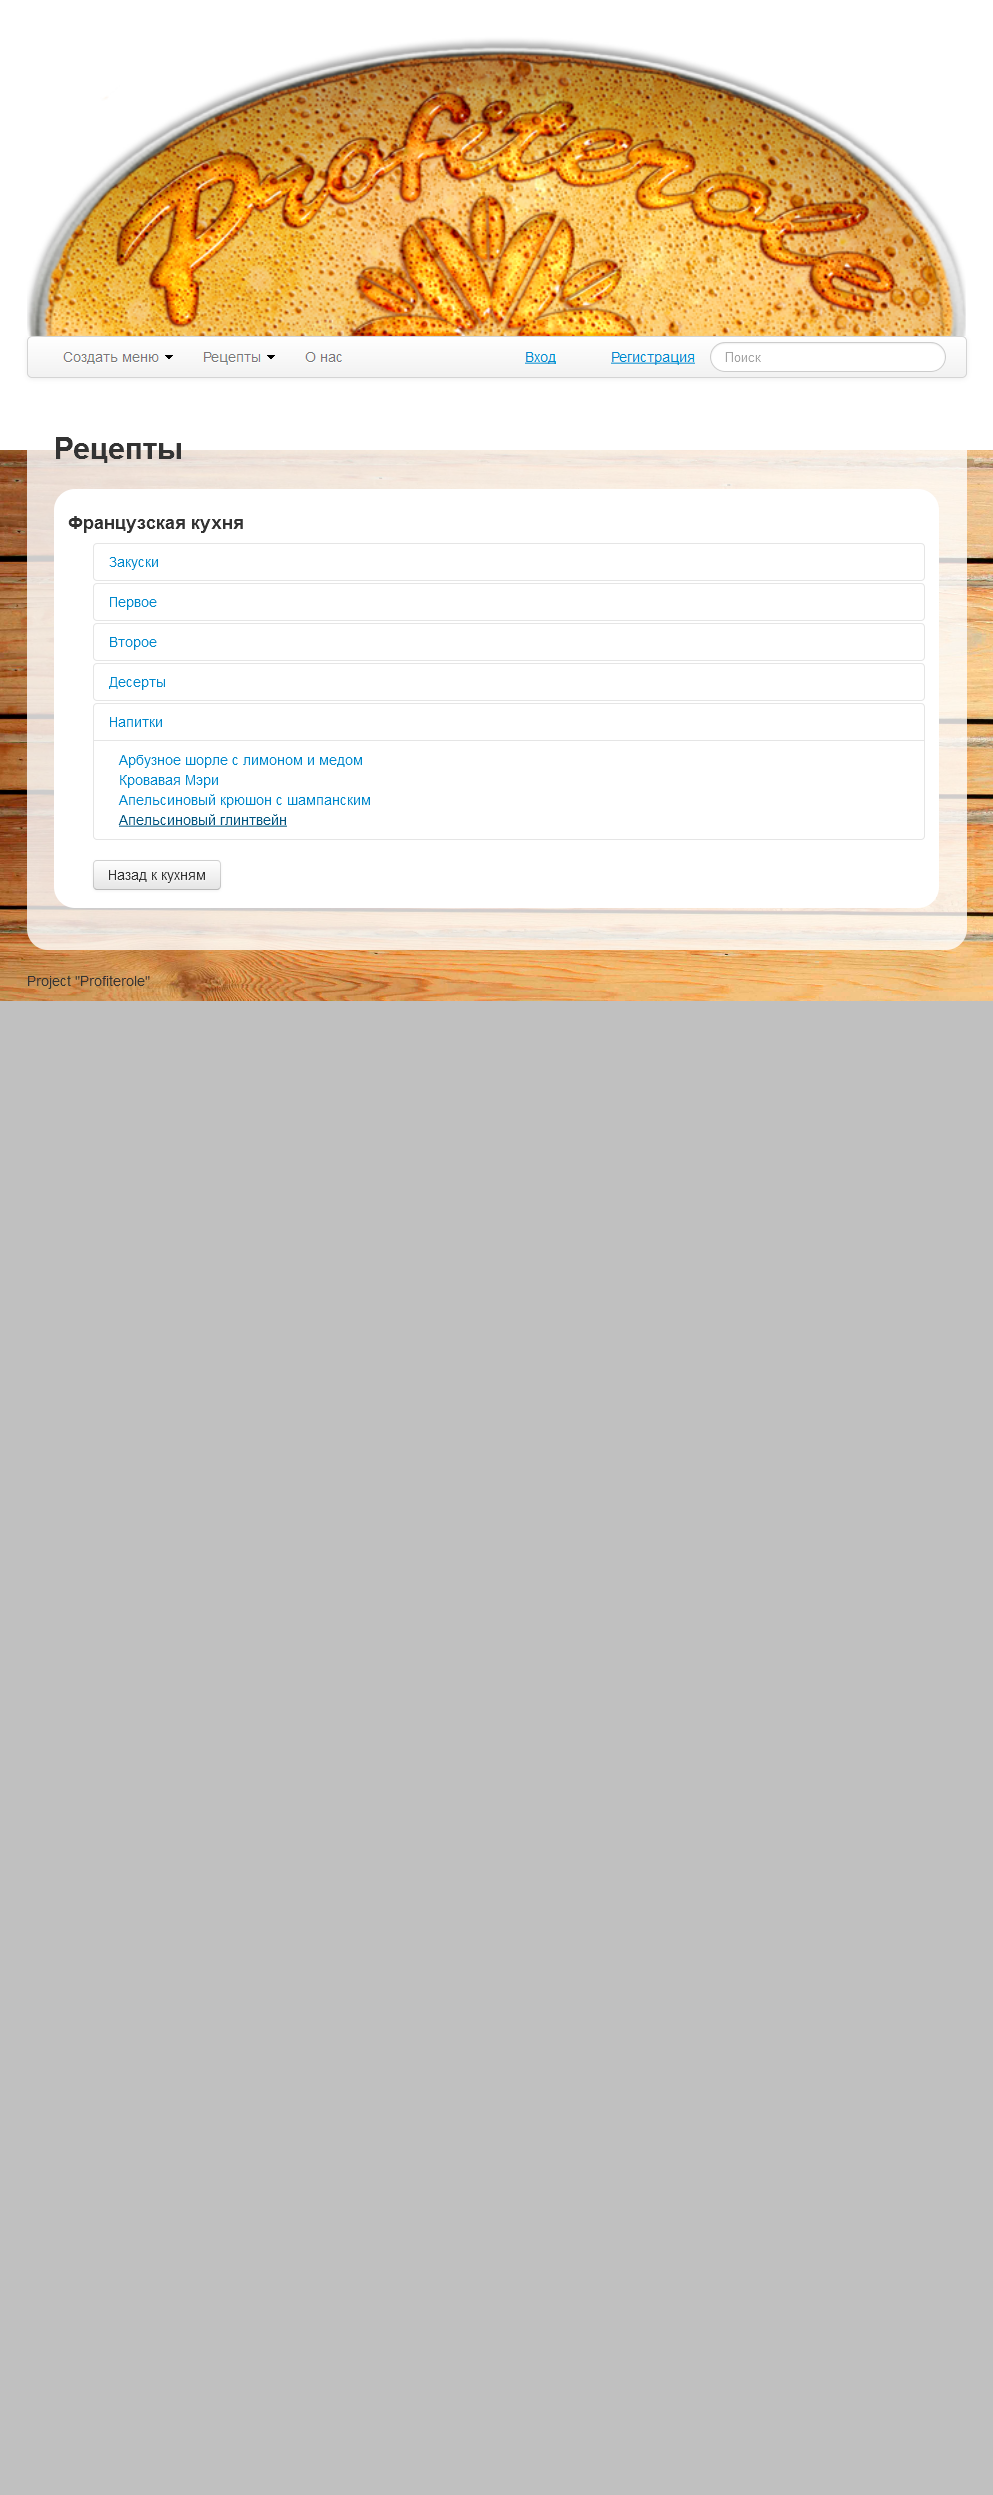 Profiterole
Создать меню Рецепты О нас Вход Регистрация Поиск
Рецепты
Французская кухня
Закуски
Первое
Второе
Десерты
Напитки
Арбузное шорле с лимоном и медом
Кровавая Мэри
Апельсиновый крюшон с шампанским
Апельсиновый глинтвейн
Назад к кухням
Project "Profiterole"